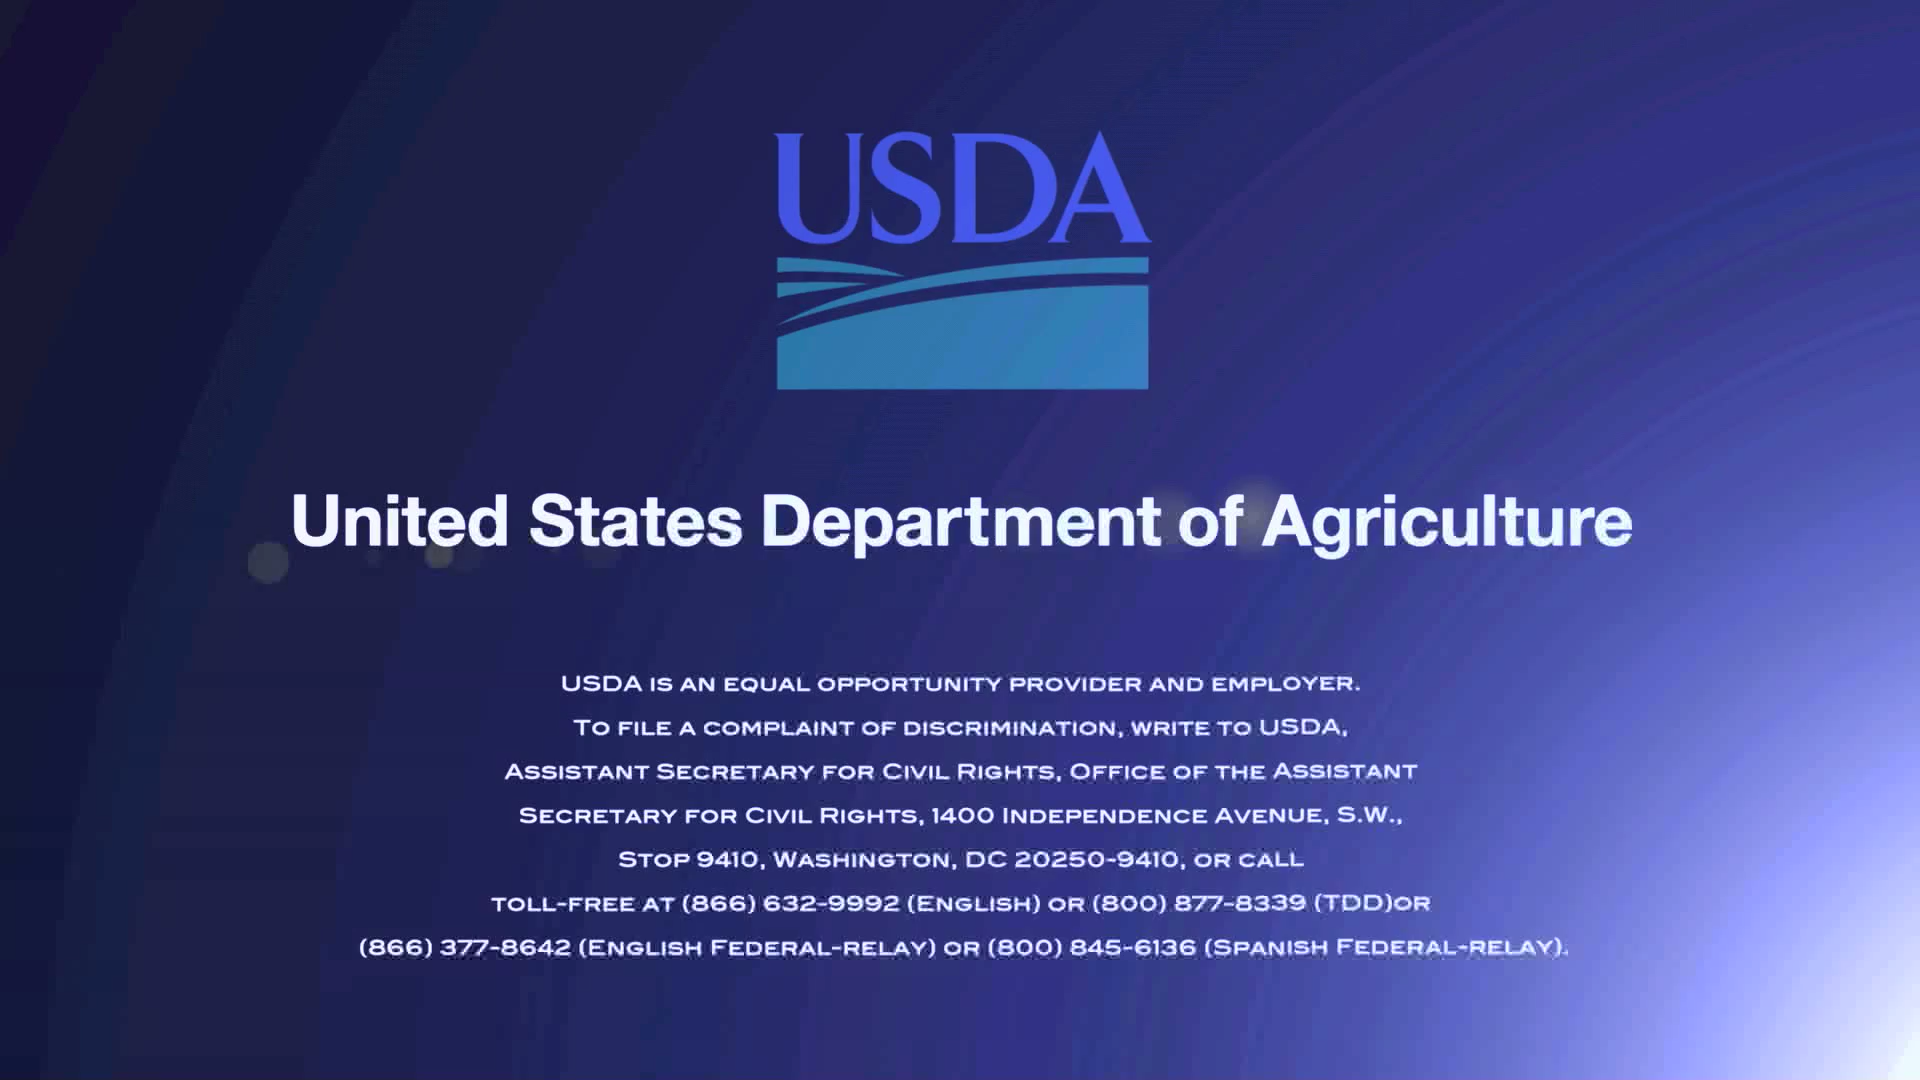 USDA
United States Department of Agriculture
USDA is an equal opportunity provider and employer.
To file a complaint of discrimination, write to USDA,
Assistant Secretary for Civil Rights, Office of the Assistant
Secretary for Civil Rights, 1400 Independence Avenue, S.W.,
Stop 9410, Washington, DC 20250-9410, or call
toll-free at (866) 632-9992 (English) or (800) 877-8339 (TDD)or
(866) 377-8642 (English Federal-relay) or (800) 845-6136 (Spanish Federal-relay).